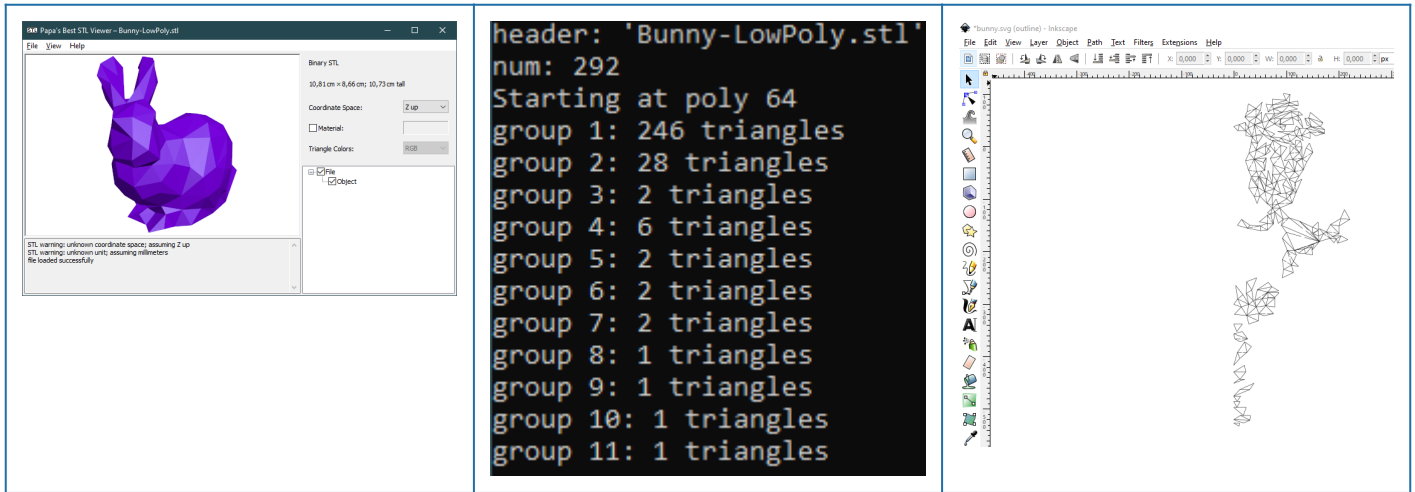 STL Papa's Best STL Viewer – Bunny-LowPoly.stl
File View Help
Binary STL
10,81 cm × 8,66 cm; 10,73 cm tall
Coordinate Space: Z up
Material:
Triangle Colors: RGB
File
Object
STL warning: unknown coordinate space; assuming Z up
STL warning: unknown unit; assuming millimeters
file loaded successfully
header: 'Bunny-LowPoly.stl'
num: 292
Starting at poly 64
group 1: 246 triangles
group 2: 28 triangles
group 3: 2 triangles
group 4: 6 triangles
group 5: 2 triangles
group 6: 2 triangles
group 7: 2 triangles
group 8: 1 triangles
group 9: 1 triangles
group 10: 1 triangles
group 11: 1 triangles
*bunny.svg (outline) - Inkscape
File Edit View Layer Object Path Text Filters Extensions Help
X: 0,000 Y: 0,000 W: 0,000 H: 0,000 px